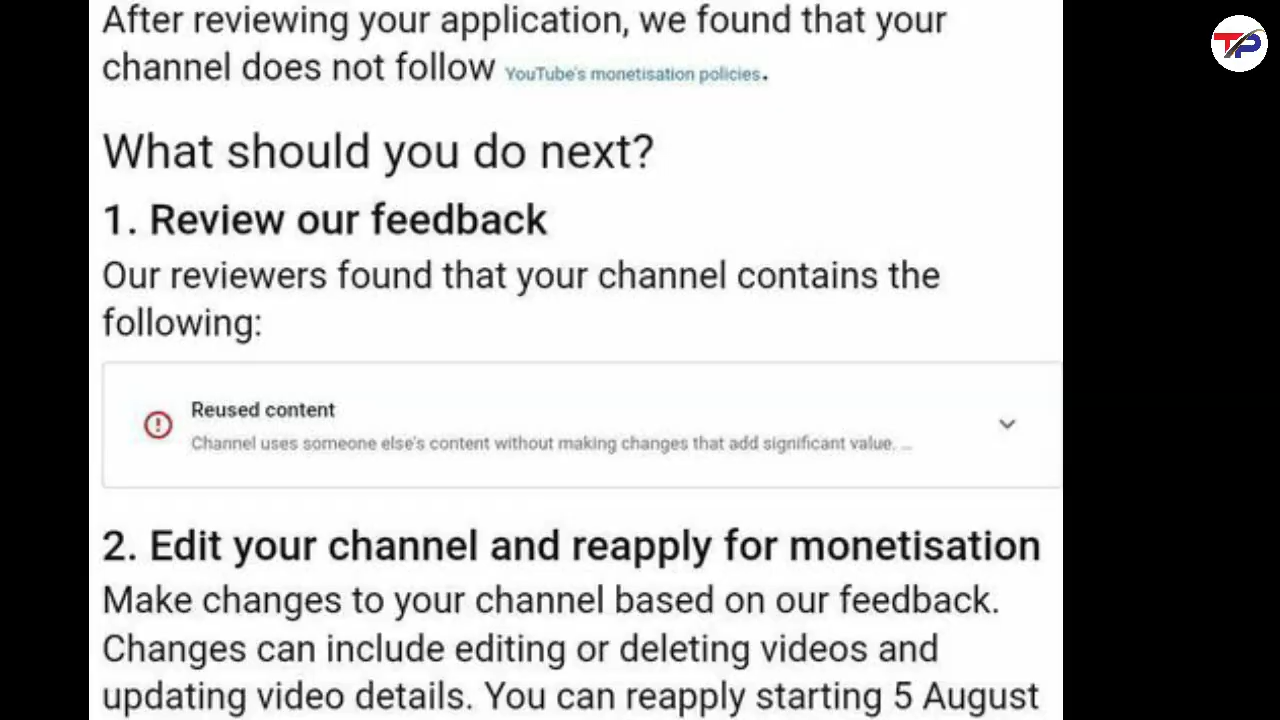 TP
After reviewing your application, we found that your
channel does not follow YouTube's monetisation policies.
What should you do next?
1. Review our feedback
Our reviewers found that your channel contains the
following:
Reused content
Channel uses someone else's content without making changes that add significant value. ...
2. Edit your channel and reapply for monetisation
Make changes to your channel based on our feedback.
Changes can include editing or deleting videos and
updating video details. You can reapply starting 5 August